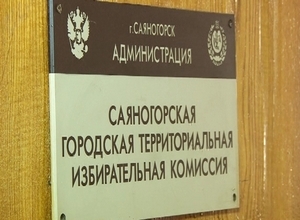 г. САЯНОГОРСК
АДМИНИСТРАЦИЯ
САЯНОГОРСКАЯ
ГОРОДСКАЯ ТЕРРИТОРИАЛЬНАЯ
ИЗБИРАТЕЛЬНАЯ КОМИССИЯ